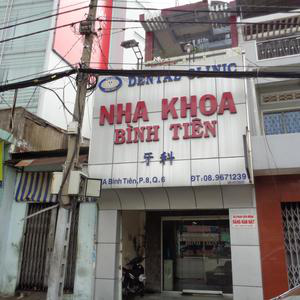 DENTAL CLINIC
NHA KHOA
BÌNH TIÊN
牙科
A Bình Tiên, P.8, Q.6 ĐT: 08.9671239